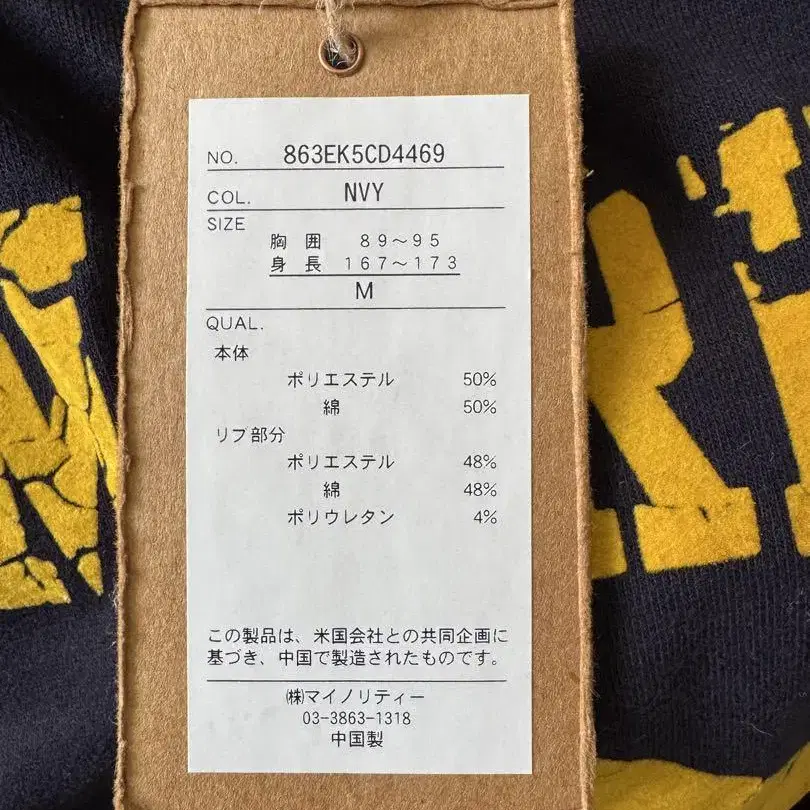 NO. 863EK5CD4469
COL. NVY
SIZE
胸 囲 89～95
身 長 167～173
M
QUAL.
本体
ポリエステル 50%
綿 50%
リブ部分
ポリエステル 48%
綿 48%
ポリウレタン 4%
この製品は、米国会社との共同企画に
基づき、中国で製造されたものです。
㈱マイノリティー
03-3863-1318
中国製